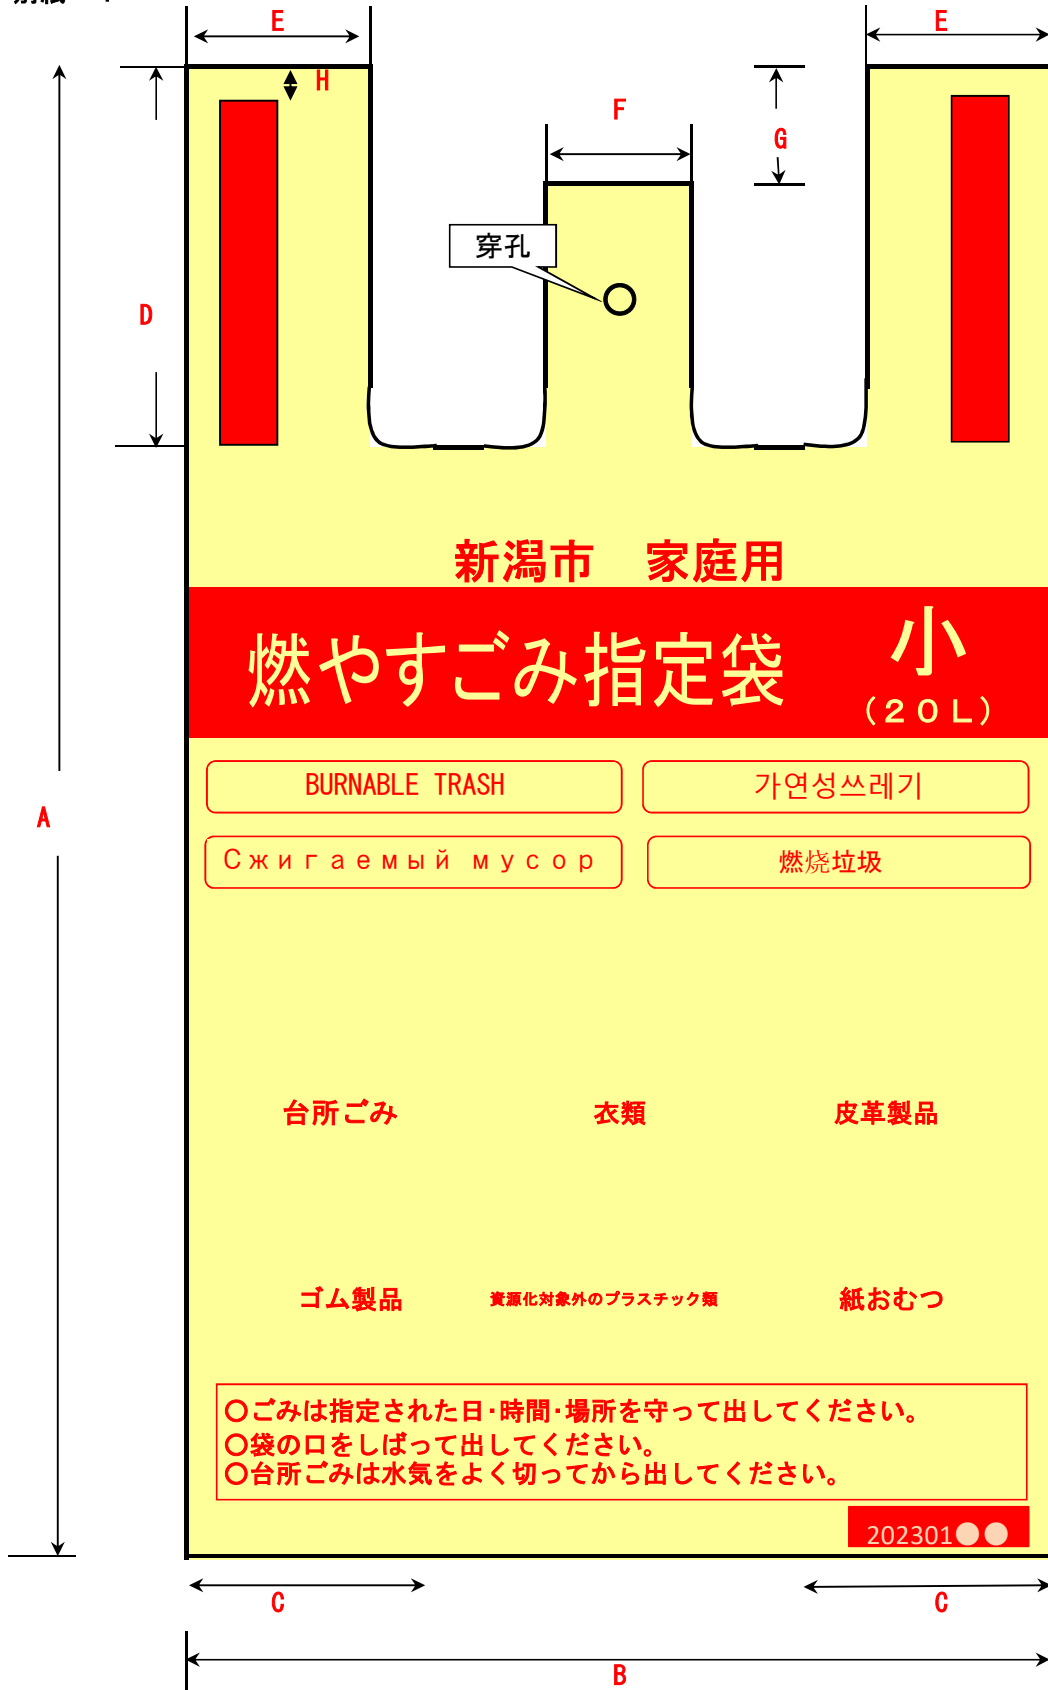 E
E
H
F
G
穿孔
D
新潟市　家庭用
燃やすごみ指定袋
小
（２０Ｌ）
BURNABLE TRASH
가연성쓰레기
A
Сжигаемый мусор
燃烧垃圾
台所ごみ
衣類
皮革製品
ゴム製品
資源化対象外のプラスチック類
紙おむつ
〇ごみは指定された日・時間・場所を守って出してください。
〇袋の口をしばって出してください。
〇台所ごみは水気をよく切ってから出してください。
202301●●
C
C
B